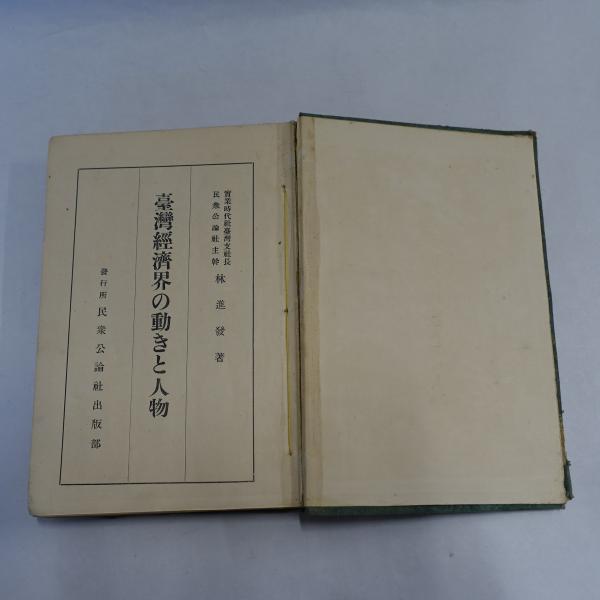 實業時代社臺灣支社長
民衆公論社主幹
林進發著
臺灣經濟界の動きと人物
發行所 民衆公論社出版部